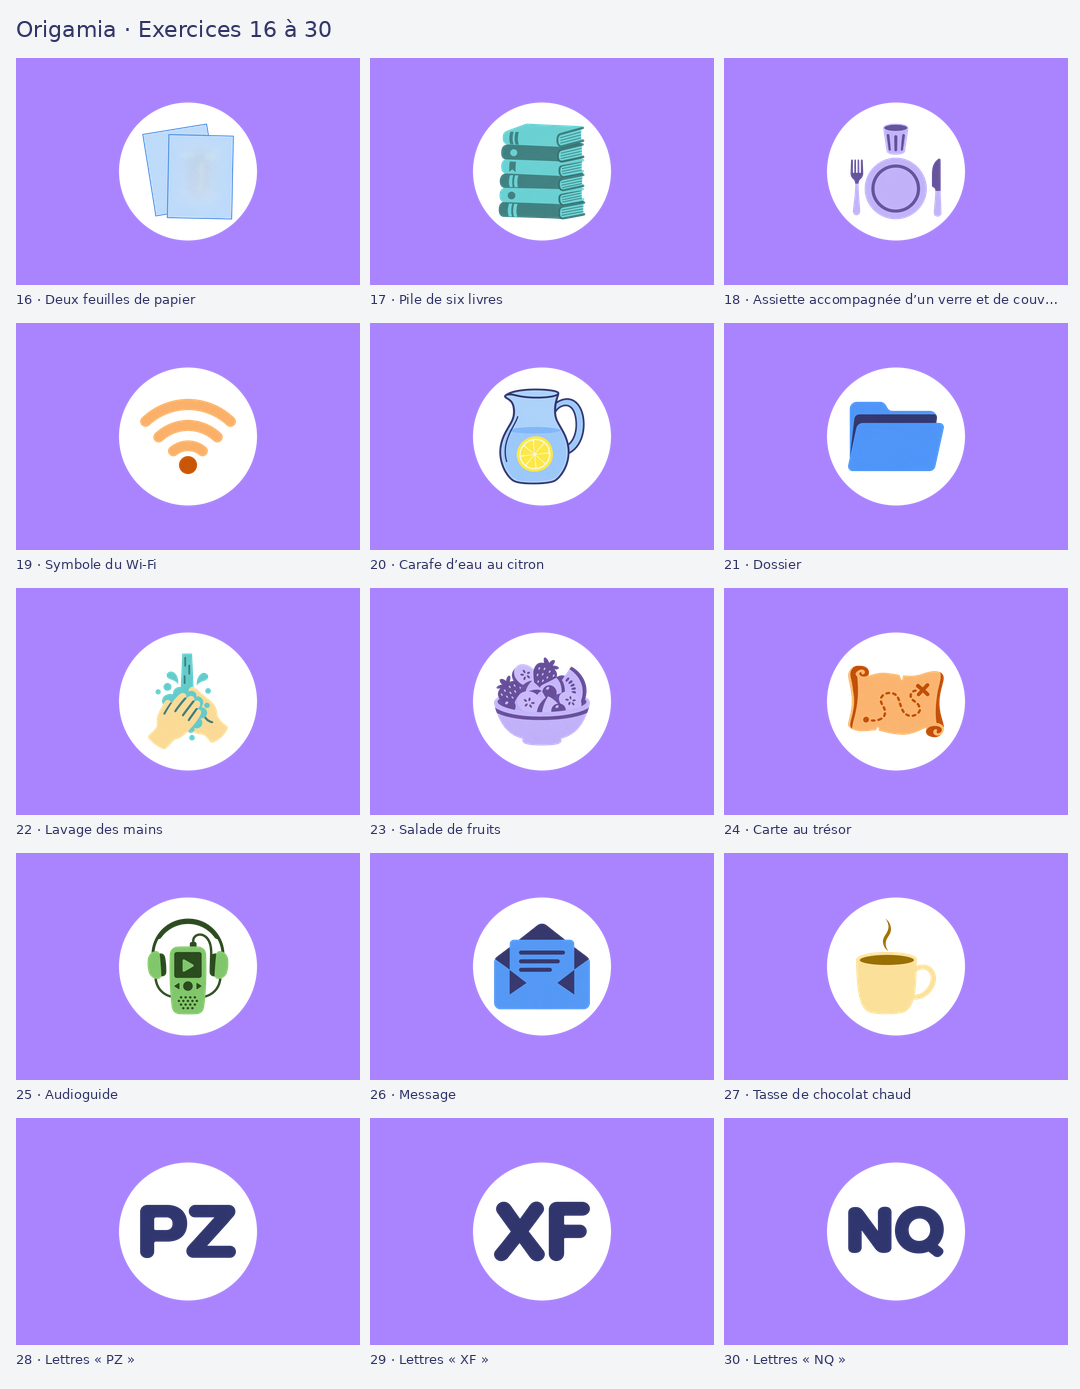 Origamia · Exercices 16 à 30
16 · Deux feuilles de papier
17 · Pile de six livres
18 · Assiette accompagnée d’un verre et de couv…
19 · Symbole du Wi-Fi
20 · Carafe d’eau au citron
21 · Dossier
22 · Lavage des mains
23 · Salade de fruits
24 · Carte au trésor
25 · Audioguide
26 · Message
27 · Tasse de chocolat chaud
PZ
XF
NQ
28 · Lettres « PZ »
29 · Lettres « XF »
30 · Lettres « NQ »